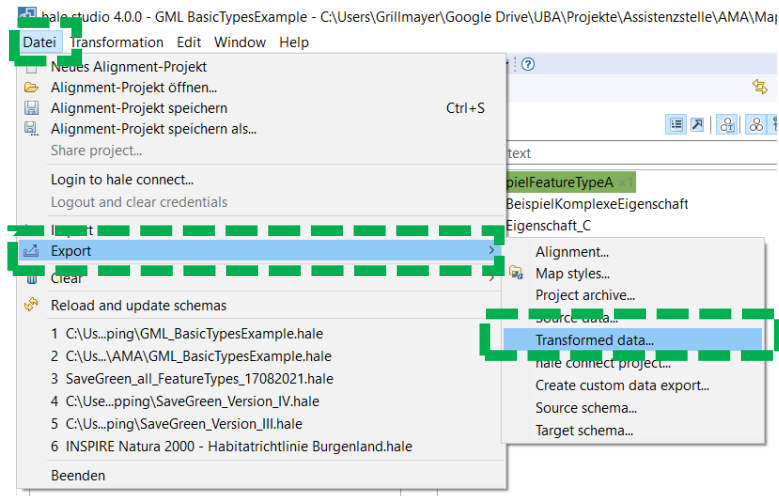 hale studio 4.0.0 - GML BasicTypesExample - C:\Users\Grillmayer\Google Drive\UBA\Projekte\Assistenzstelle\AMA\Map
Datei Transformation Edit Window Help
Neues Alignment-Projekt
Alignment-Projekt öffnen...
Alignment-Projekt speichern Ctrl+S
Alignment-Projekt speichern als...
Share project...
text
Login to hale connect...
pielFeatureTypeA ×1
Logout and clear credentials
BeispielKomplexeEigenschaft
Eigenschaft_C
Export
Alignment...
Clear
Map styles...
Project archive...
Reload and update schemas
Source data...
1 C:\Us...ping\GML_BasicTypesExample.hale
Transformed data...
2 C:\Us...\AMA\GML_BasicTypesExample.hale
hale connect project...
3 SaveGreen_all_FeatureTypes_17082021.hale
Create custom data export...
4 C:\Use...pping\SaveGreen_Version_IV.hale
Source schema...
5 C:\Us...ping\SaveGreen_Version_III.hale
Target schema...
6 INSPIRE Natura 2000 - Habitatrichtlinie Burgenland.hale
Beenden